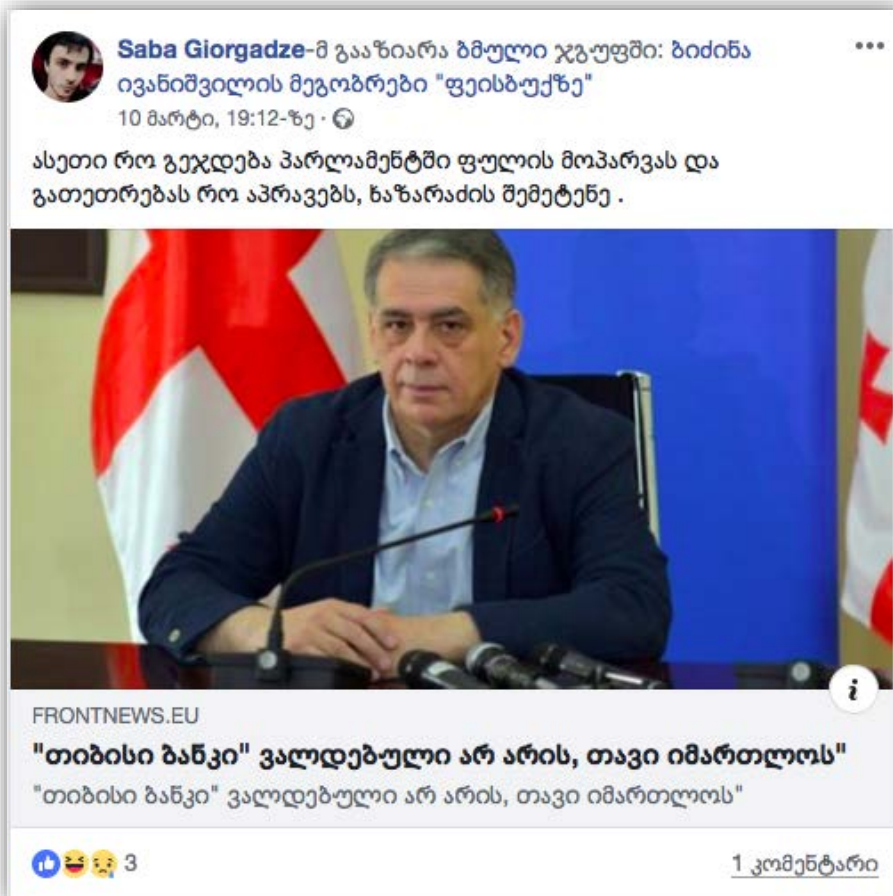 Saba Giorgadze-მ გააზიარა ბმული ჯგუფში: ბიძინა
ივანიშვილის მეგობრები "ფეისბუქზე"
10 მარტი, 19:12-ზე ·
ასეთი რო გეჯდება პარლამენტში ფულის მოპარვას და
გათეთრებას რო აპრავებს, ხაზარაძის შემეტენე .
FRONTNEWS.EU
"თიბისი ბანკი" ვალდებული არ არის, თავი იმართლოს"
"თიბისი ბანკი" ვალდებული არ არის, თავი იმართლოს"
3
1 კომენტარი